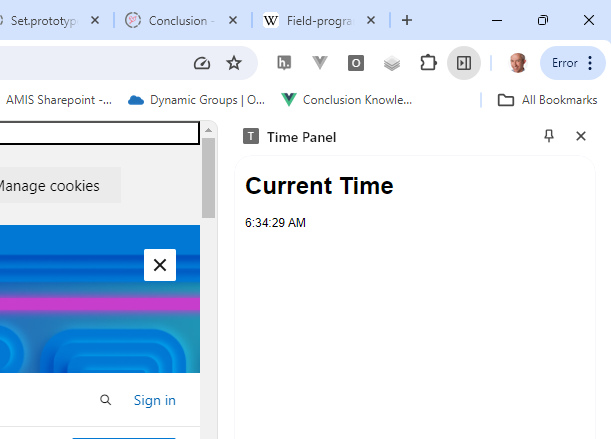 Set.prototyp
Conclusion -
W
Field-progra
h
O
Error
AMIS Sharepoint -...
Dynamic Groups | O...
Conclusion Knowle...
All Bookmarks
T Time Panel
Manage cookies
Current Time
6:34:29 AM
Sign in